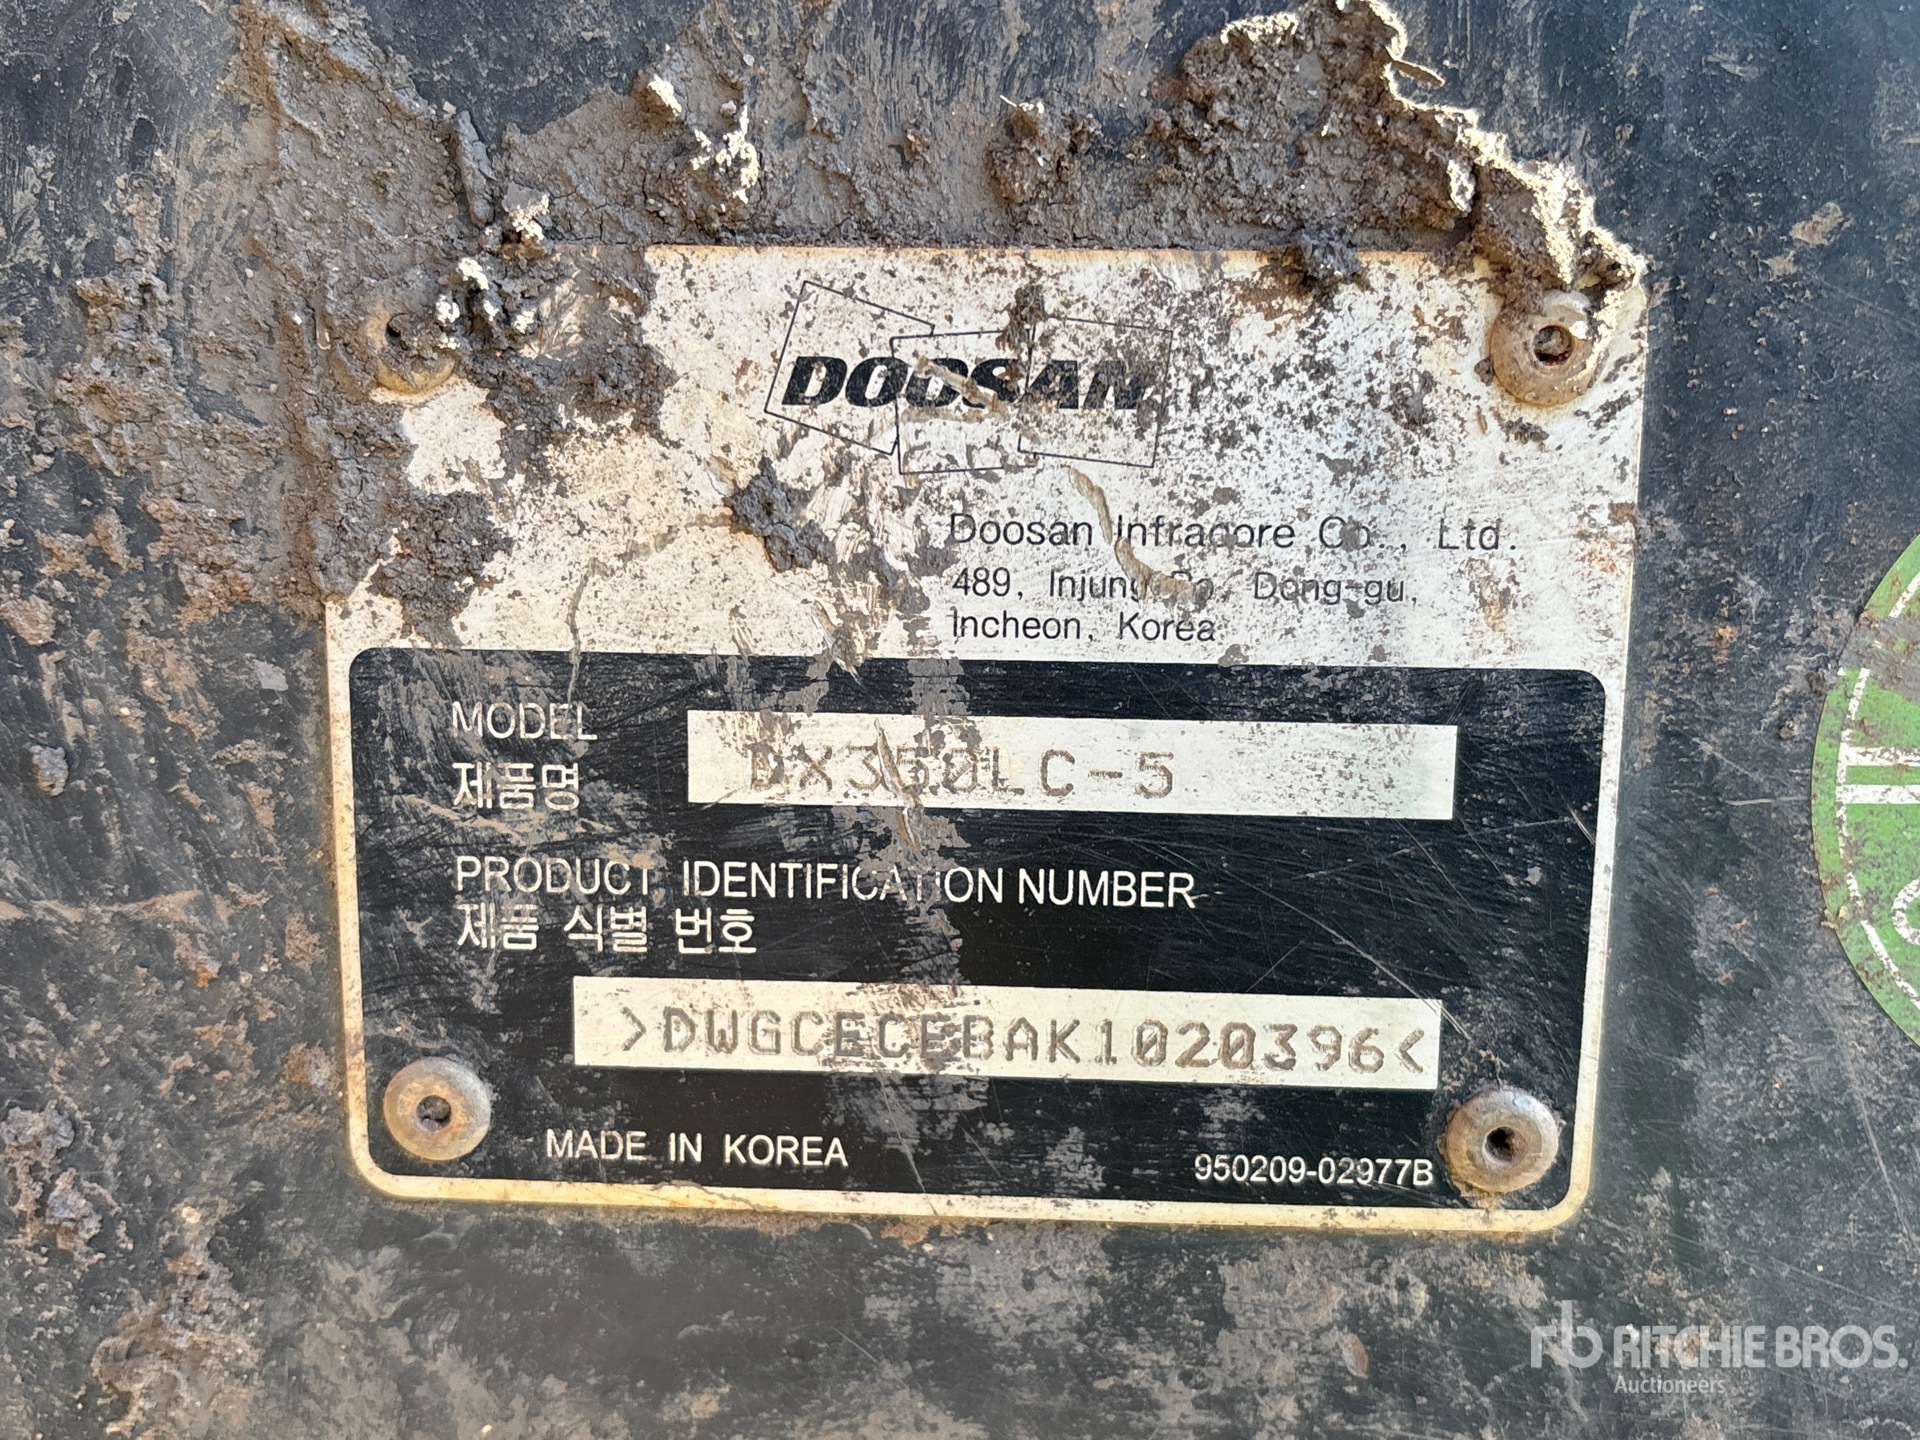 DOOSAN
Doosan Infracore Co., Ltd.
489, Injung-Ro, Dong-gu,
Incheon, Korea
MODEL
제품명
DX350LC-5
PRODUCT IDENTIFICATION NUMBER
제품 식별 번호
>DWGCECEBAK1020396<
MADE IN KOREA
950209-02977B
rb RITCHIE BROS.
Auctioneers